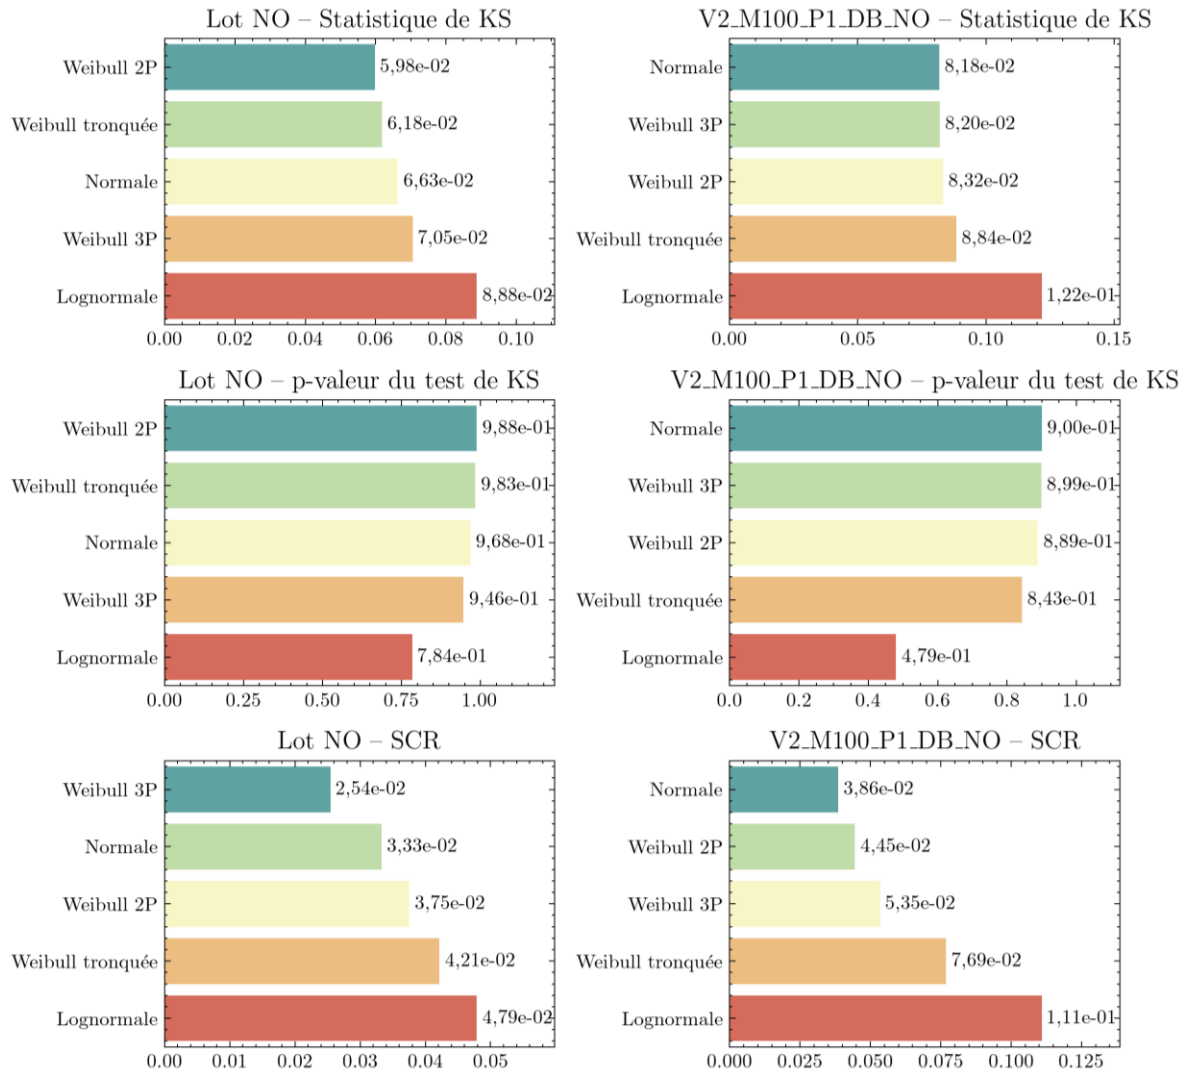 Lot NO – Statistique de KS
Weibull 2P 5,98e-02
Weibull tronquée 6,18e-02
Normale 6,63e-02
Weibull 3P 7,05e-02
Lognormale 8,88e-02
0.00 0.02 0.04 0.06 0.08 0.10
V2_M100_P1_DB_NO – Statistique de KS
Normale 8,18e-02
Weibull 3P 8,20e-02
Weibull 2P 8,32e-02
Weibull tronquée 8,84e-02
Lognormale 1,22e-01
0.00 0.05 0.10 0.15
Lot NO – p-valeur du test de KS
Weibull 2P 9,88e-01
Weibull tronquée 9,83e-01
Normale 9,68e-01
Weibull 3P 9,46e-01
Lognormale 7,84e-01
0.00 0.25 0.50 0.75 1.00
V2_M100_P1_DB_NO – p-valeur du test de KS
Normale 9,00e-01
Weibull 3P 8,99e-01
Weibull 2P 8,89e-01
Weibull tronquée 8,43e-01
Lognormale 4,79e-01
0.0 0.2 0.4 0.6 0.8 1.0
Lot NO – SCR
Weibull 3P 2,54e-02
Normale 3,33e-02
Weibull 2P 3,75e-02
Weibull tronquée 4,21e-02
Lognormale 4,79e-02
0.00 0.01 0.02 0.03 0.04 0.05
V2_M100_P1_DB_NO – SCR
Normale 3,86e-02
Weibull 2P 4,45e-02
Weibull 3P 5,35e-02
Weibull tronquée 7,69e-02
Lognormale 1,11e-01
0.000 0.025 0.050 0.075 0.100 0.125